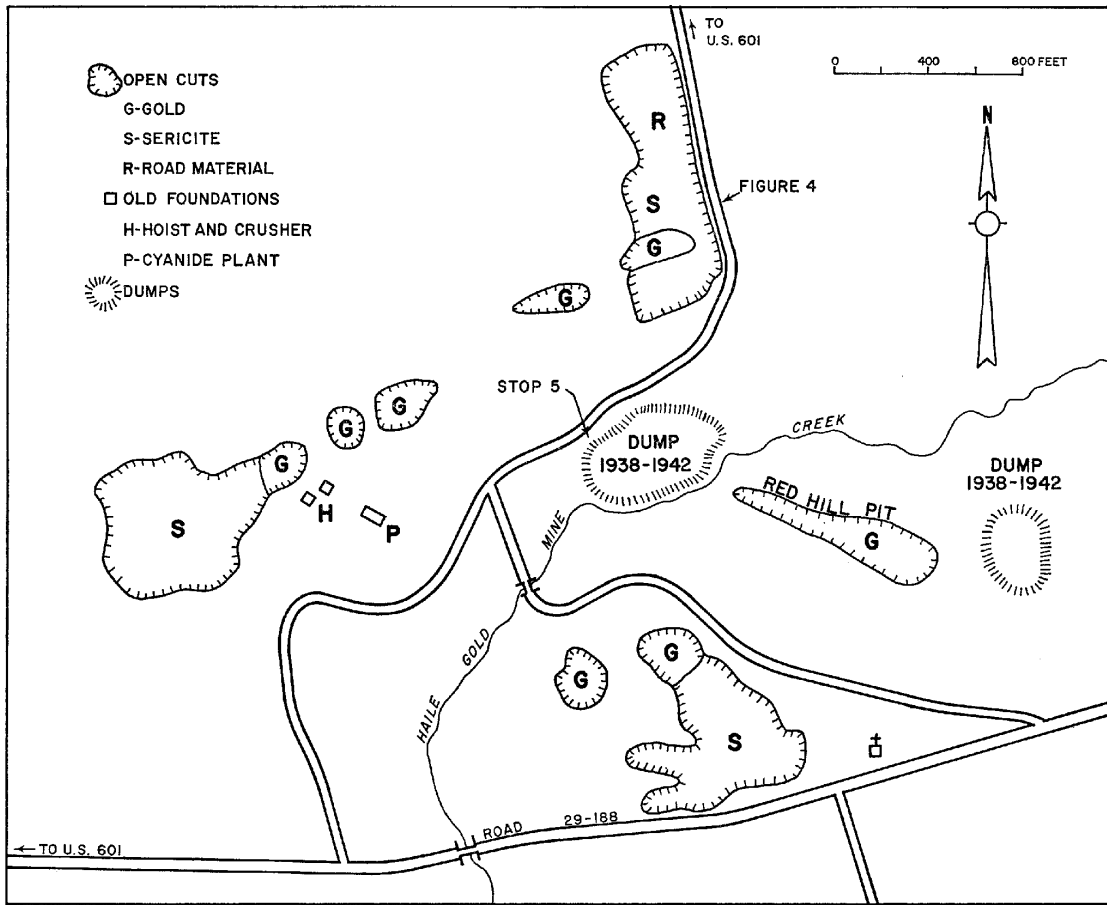 OPEN CUTS
G-GOLD
S-SERICITE
R-ROAD MATERIAL
OLD FOUNDATIONS
H-HOIST AND CRUSHER
P-CYANIDE PLANT
DUMPS
TO
U.S. 601
0 400 800 FEET
N
R
FIGURE 4
S
G
G
STOP 5
G
G
G
S
H
P
DUMP
1938-1942
CREEK
MINE
GOLD
HAILE
RED HILL PIT
G
DUMP
1938-1942
G
G
S
ROAD 29-188
TO U.S. 601